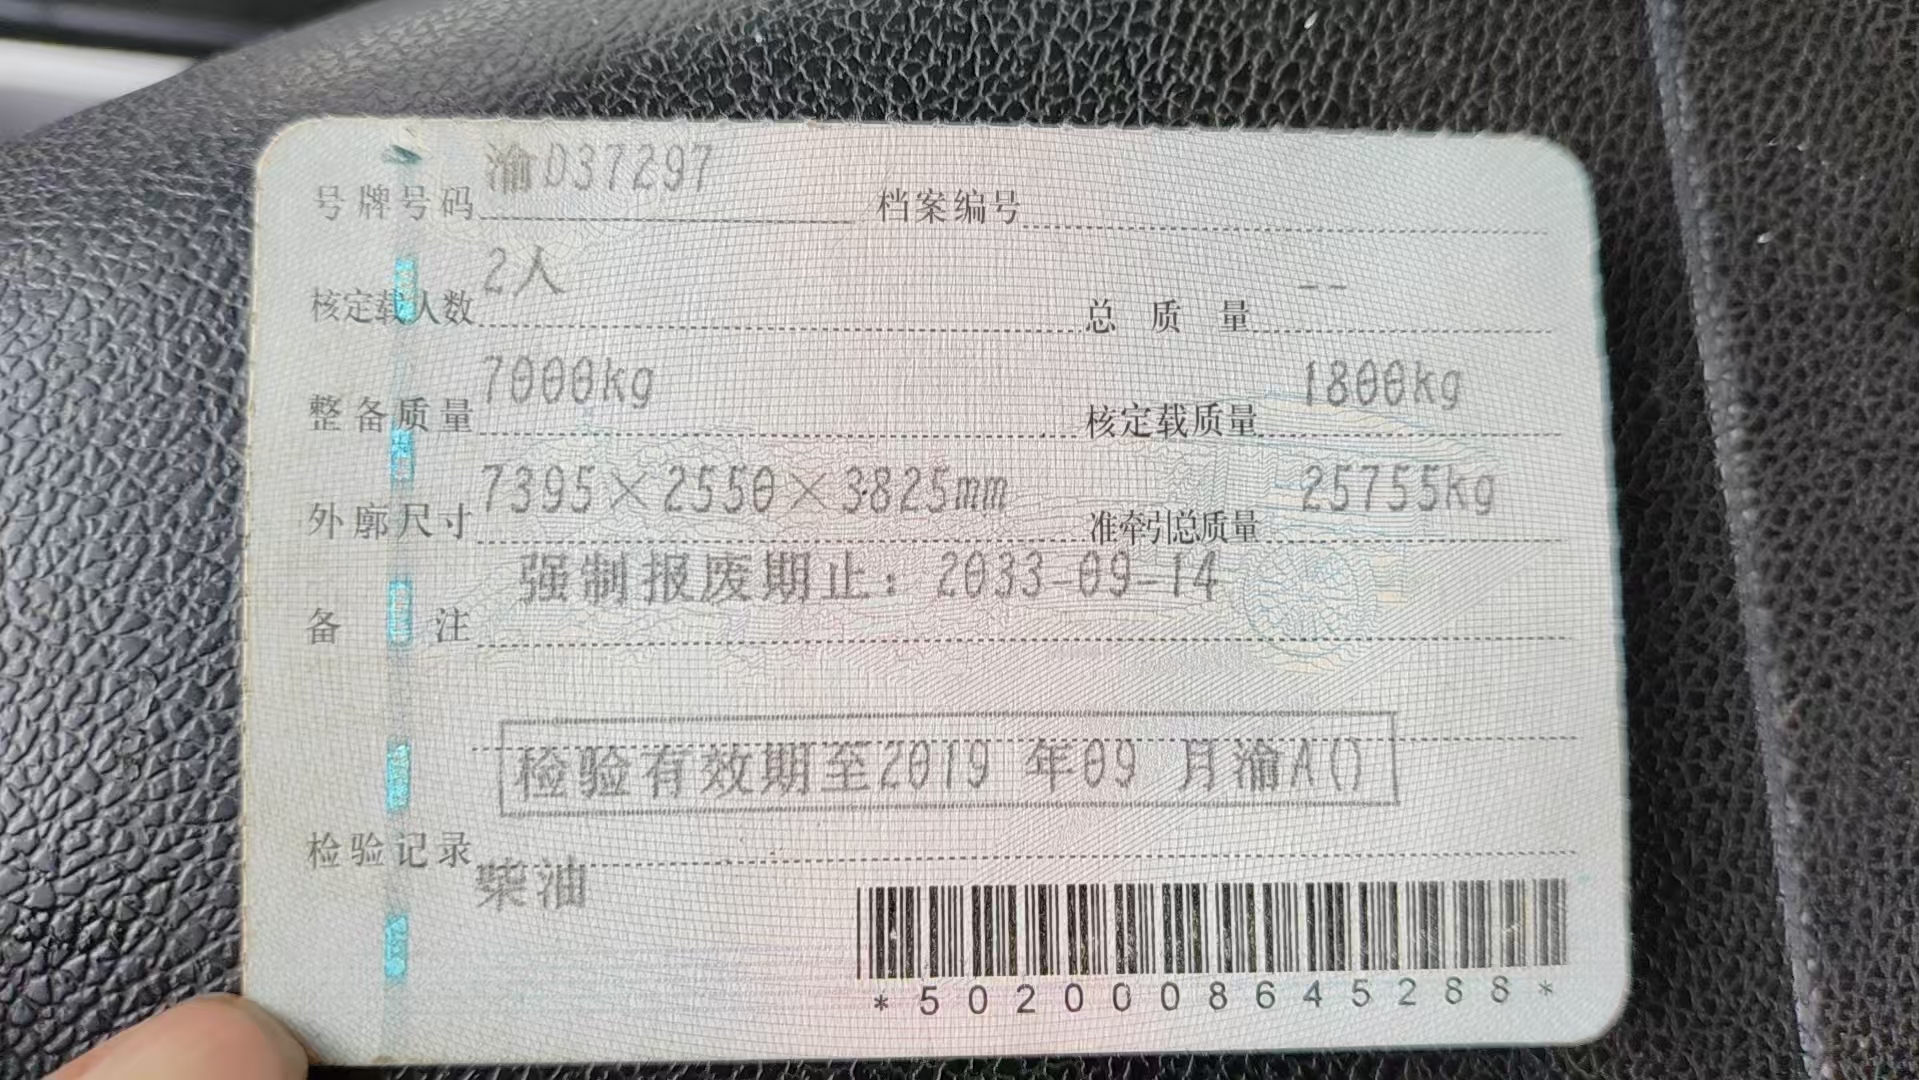 号牌号码 渝D37297 档案编号
核定载人数 2人 总质量 --
整备质量 7000kg 核定载质量 1800kg
外廓尺寸 7395×2550×3825mm 准牵引总质量 25755kg
备注 强制报废期止：2033-09-14
检验有效期至2019 年09 月渝A()
检验记录
柴油
*5020008645288*